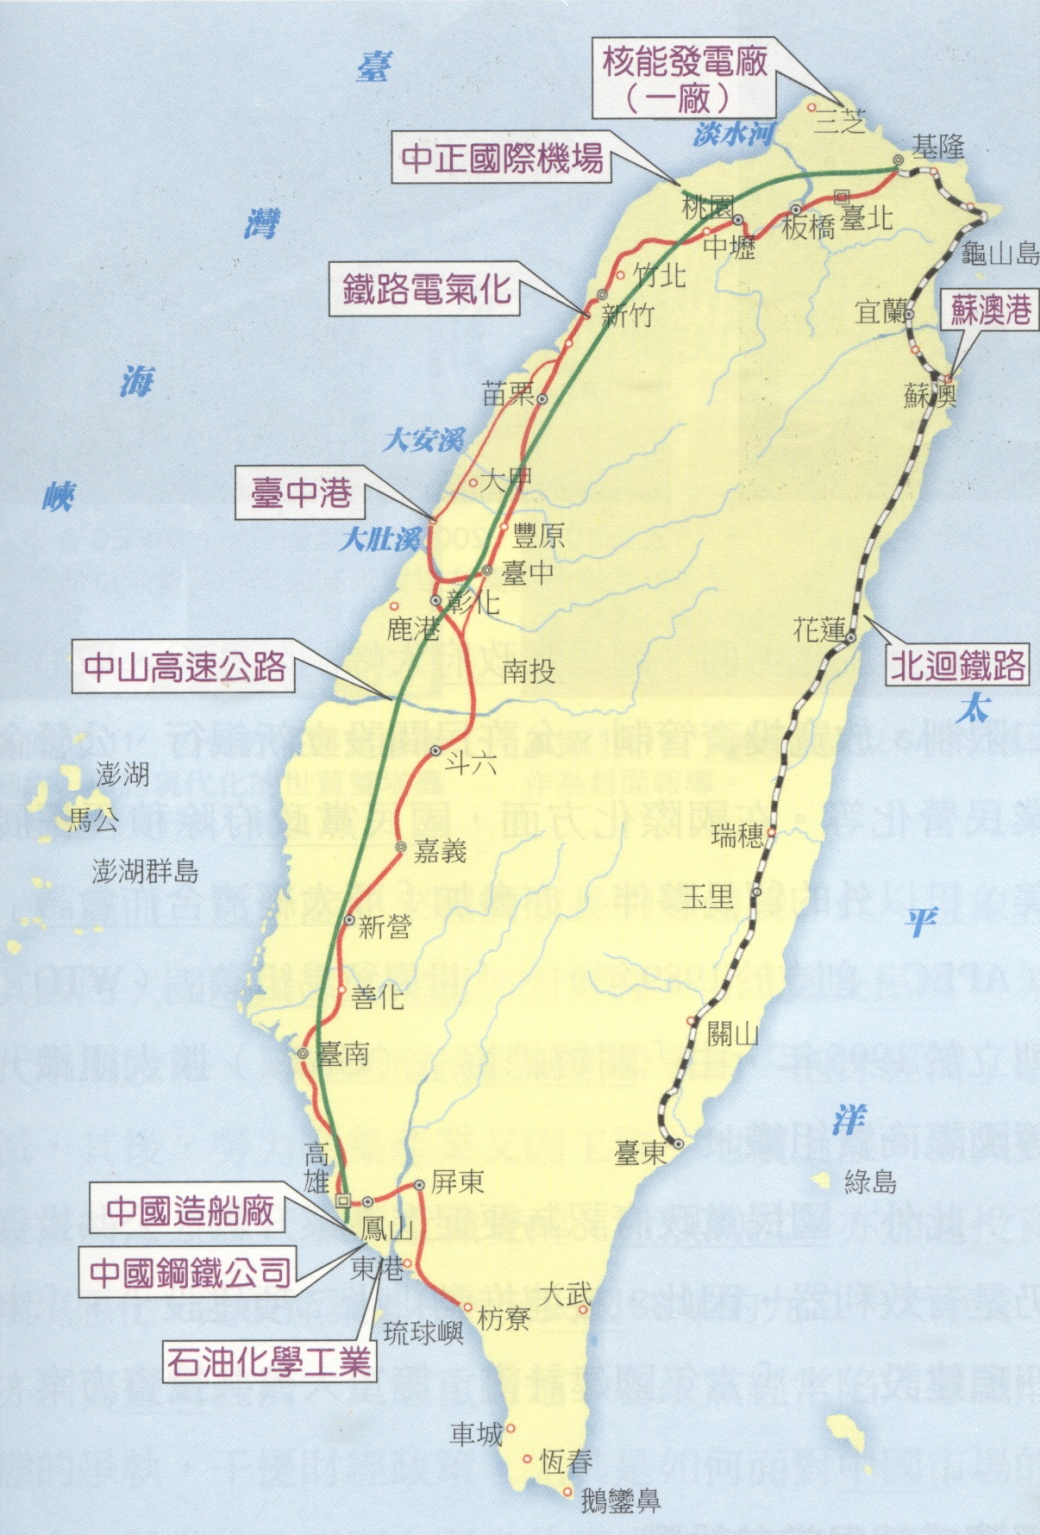 核能發電廠
（一廠）
臺
灣
海
峽
三芝
淡水河
基隆
中正國際機場
桃園
中壢
板橋
臺北
龜山島
鐵路電氣化
竹北
新竹
宜蘭
蘇澳港
蘇澳
苗栗
大安溪
大甲
臺中港
大肚溪
豐原
臺中
彰化
鹿港
花蓮
北迴鐵路
中山高速公路
南投
太
平
洋
斗六
澎湖
馬公
澎湖群島
嘉義
瑞穗
玉里
新營
善化
關山
臺南
臺東
綠島
高
雄
屏東
中國造船廠
鳳山
中國鋼鐵公司
東港
大武
枋寮
琉球嶼
石油化學工業
車城
恆春
鵝鑾鼻